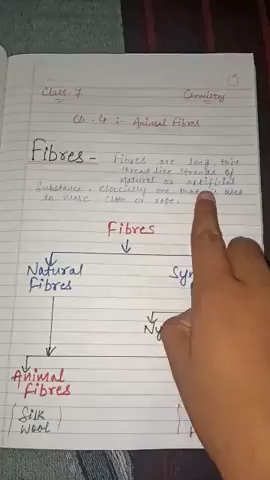 Class 7 Chemistry
Ch. 4 :- Animal Fibres
Fibres - Fibres are long, thin
thread like strands of
natural or artificial
Substance, especially one that is used
to make cloth or rope.
Fibres
Natural
Fibres
Animal
Fibres
Silk
Wool